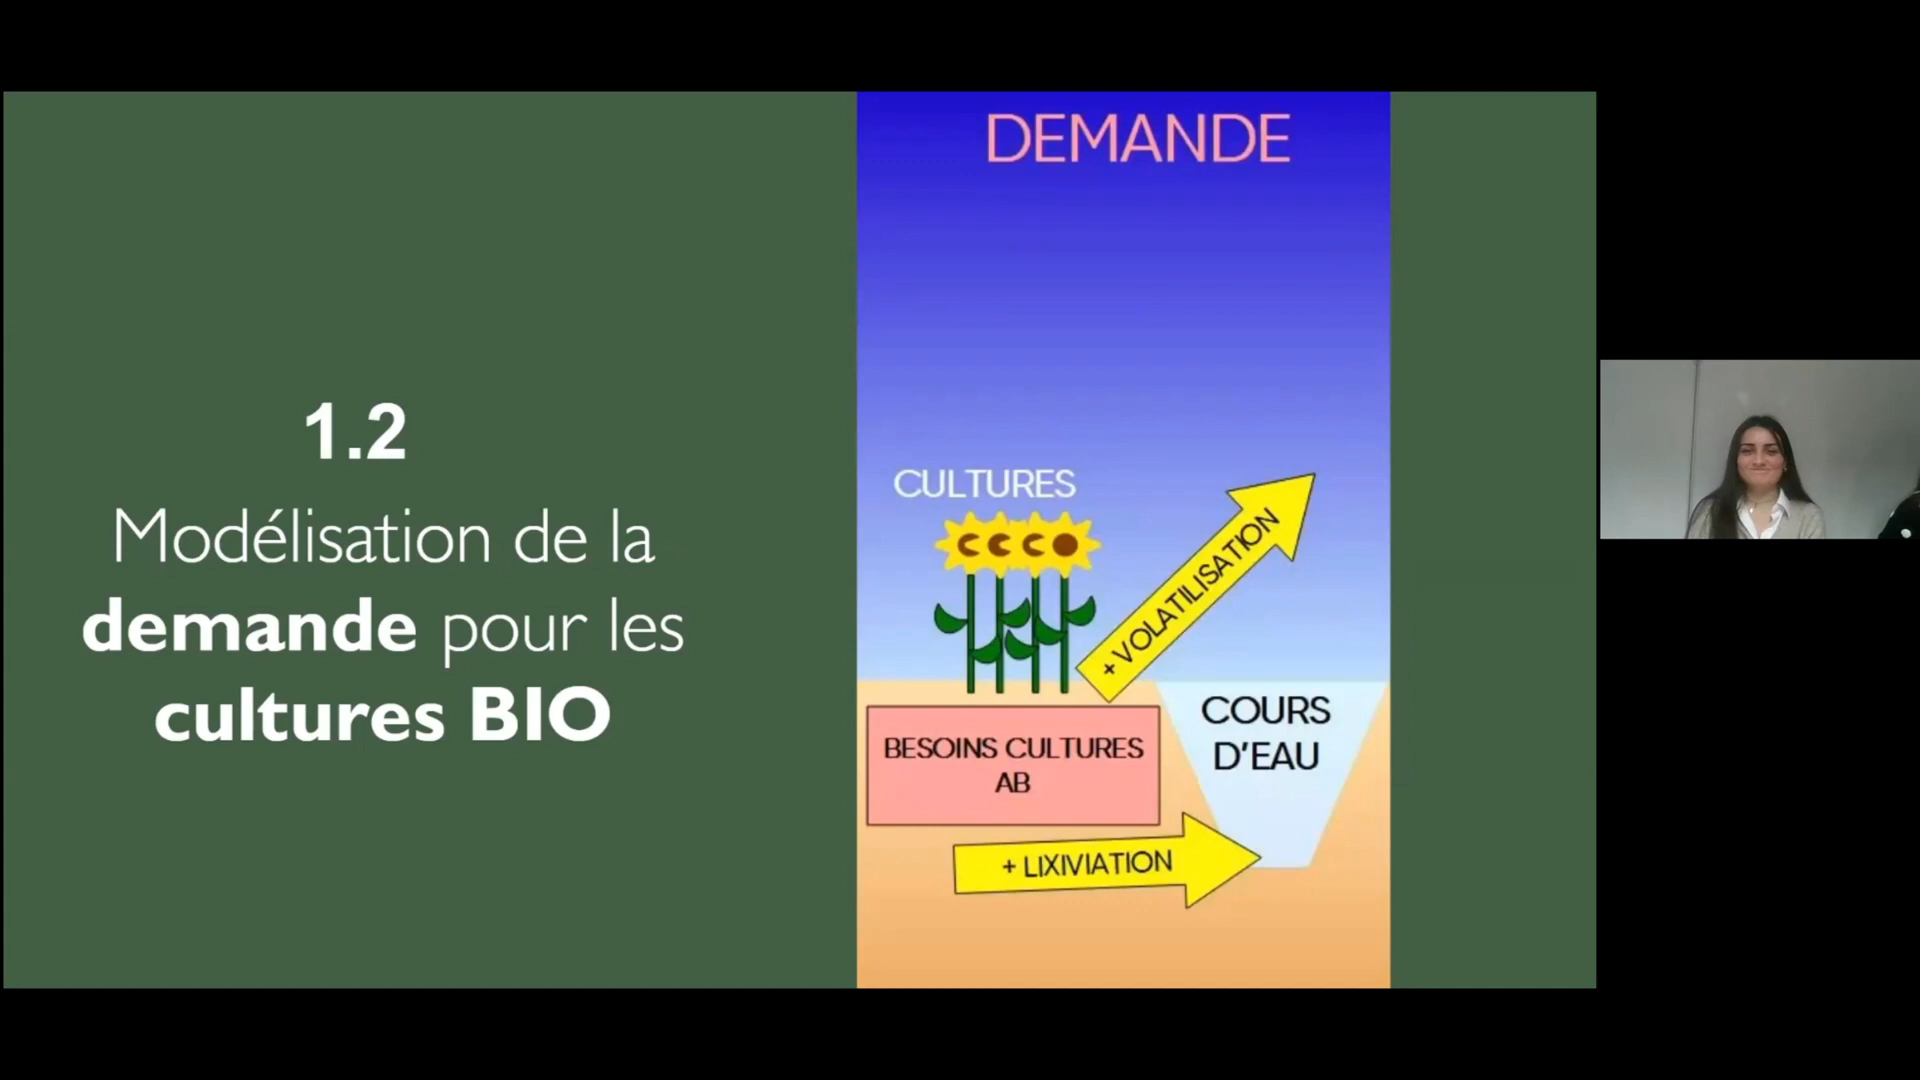 1.2
Modélisation de la
demande pour les
cultures BIO
DEMANDE
CULTURES
+ VOLATILISATION
BESOINS CULTURES
AB
COURS
D'EAU
+ LIXIVIATION